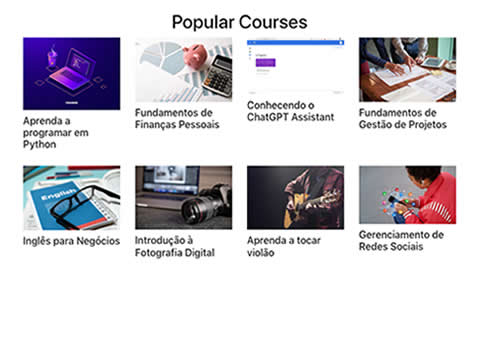 Popular Courses
Aprenda a
programar em
Python
Fundamentos de
Finanças Pessoais
Conhecendo o
ChatGPT Assistant
Fundamentos de
Gestão de Projetos
English
Inglês para Negócios
Introdução à
Fotografia Digital
Aprenda a tocar
violão
Gerenciamento de
Redes Sociais